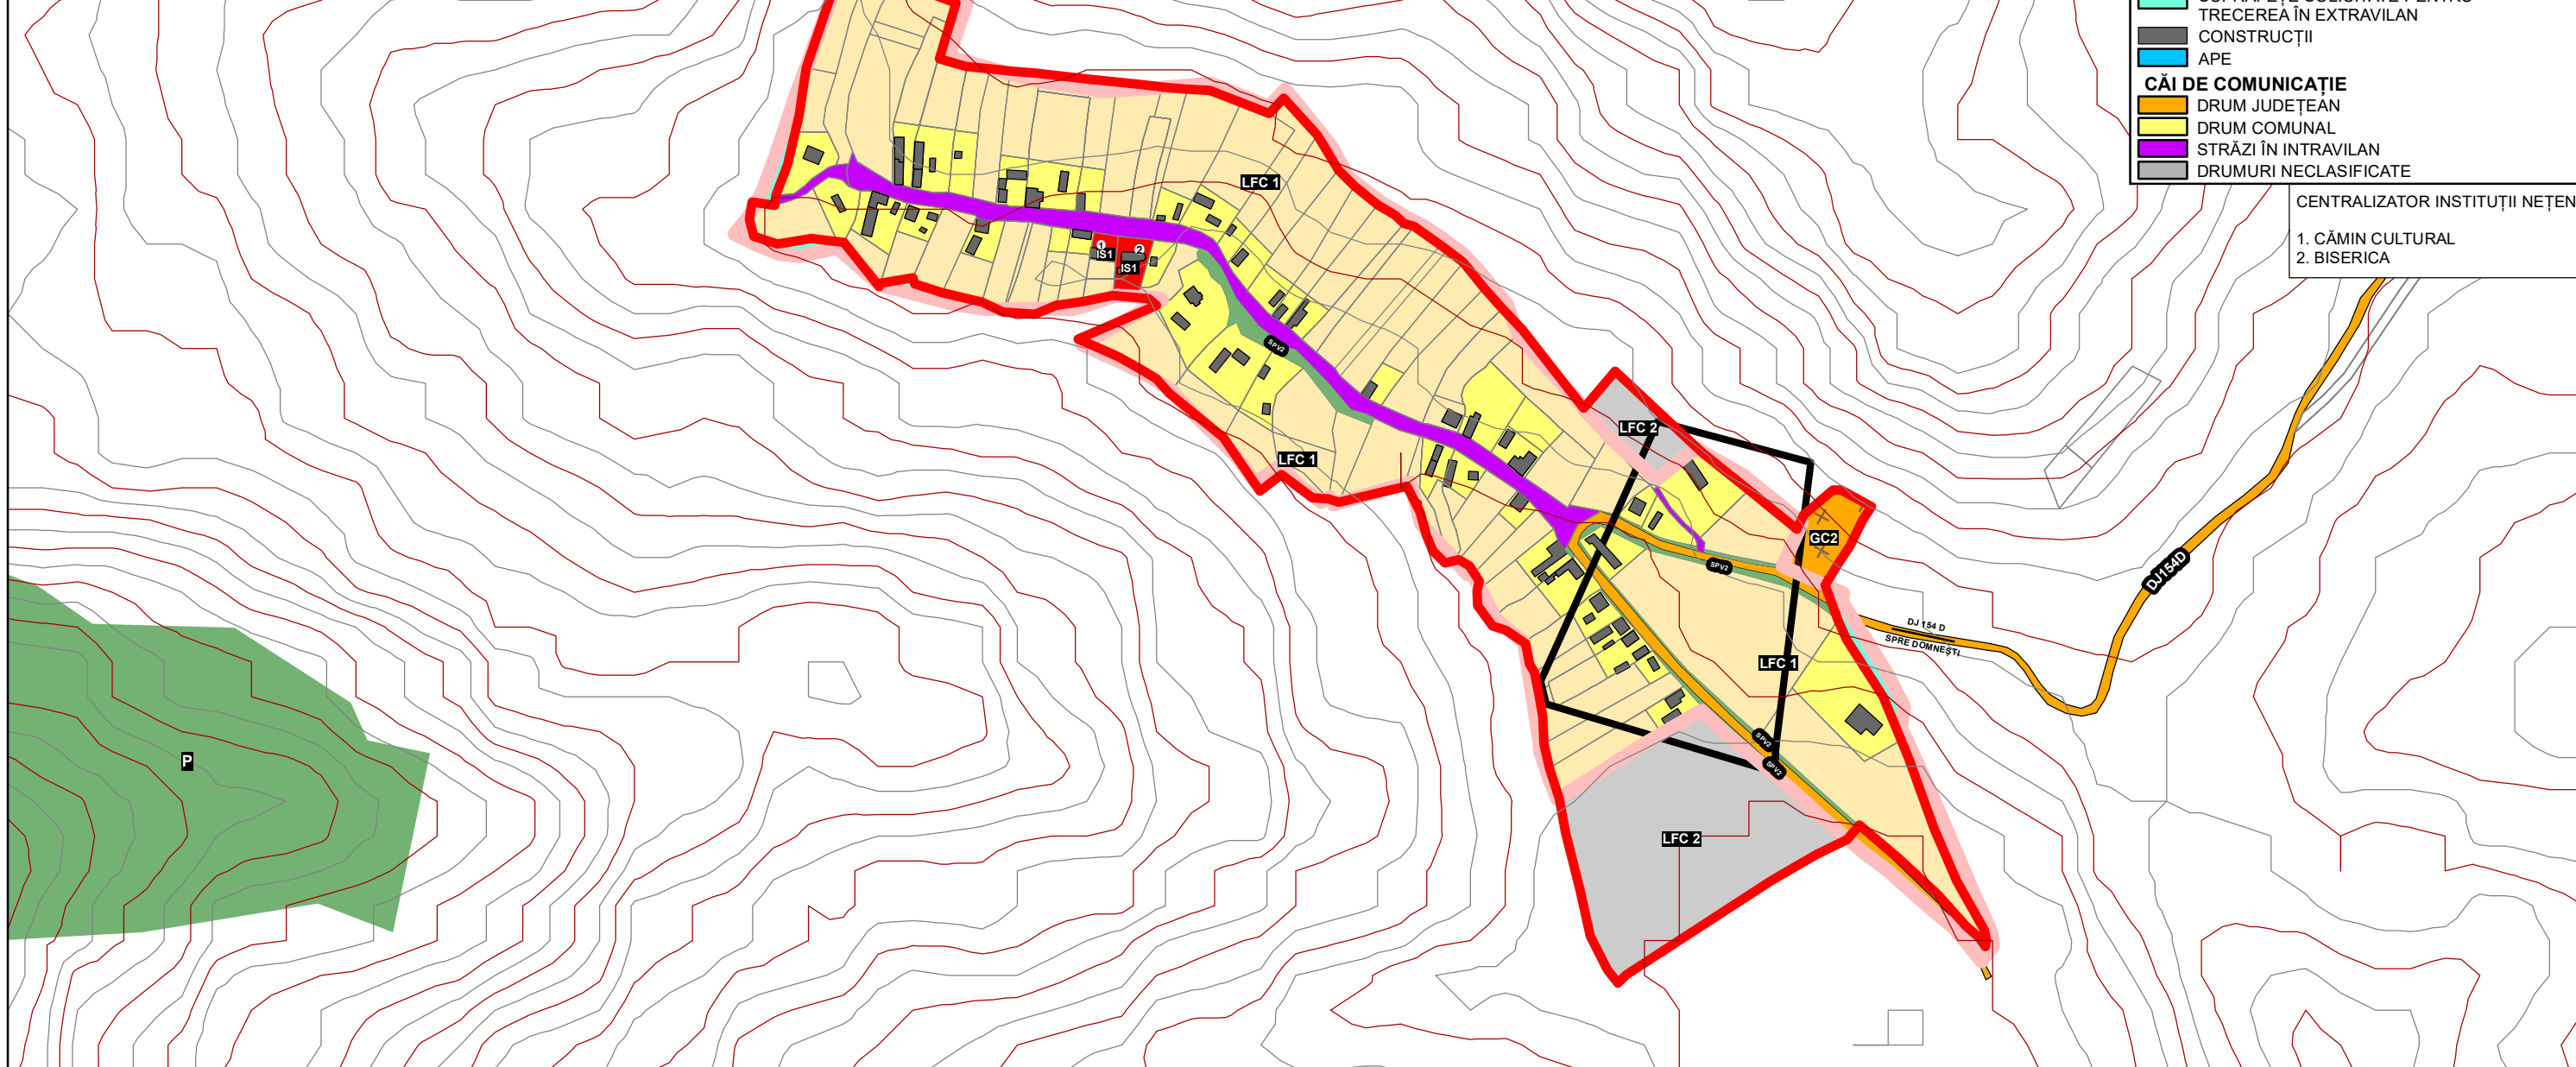 TRECEREA ÎN EXTRAVILAN
CONSTRUCȚII
APE
CĂI DE COMUNICAȚIE
DRUM JUDEȚEAN
DRUM COMUNAL
STRĂZI ÎN INTRAVILAN
DRUMURI NECLASIFICATE
CENTRALIZATOR INSTITUȚII NEȚEN
1. CĂMIN CULTURAL
2. BISERICA
LFC 1
1
IS1
2
IS1
SPV2
LFC 1
LFC 2
GC2
SPV2
DJ154D
DJ 154 D
SPRE DOMNEȘTI
LFC 1
SPV2
SPV2
P
LFC 2